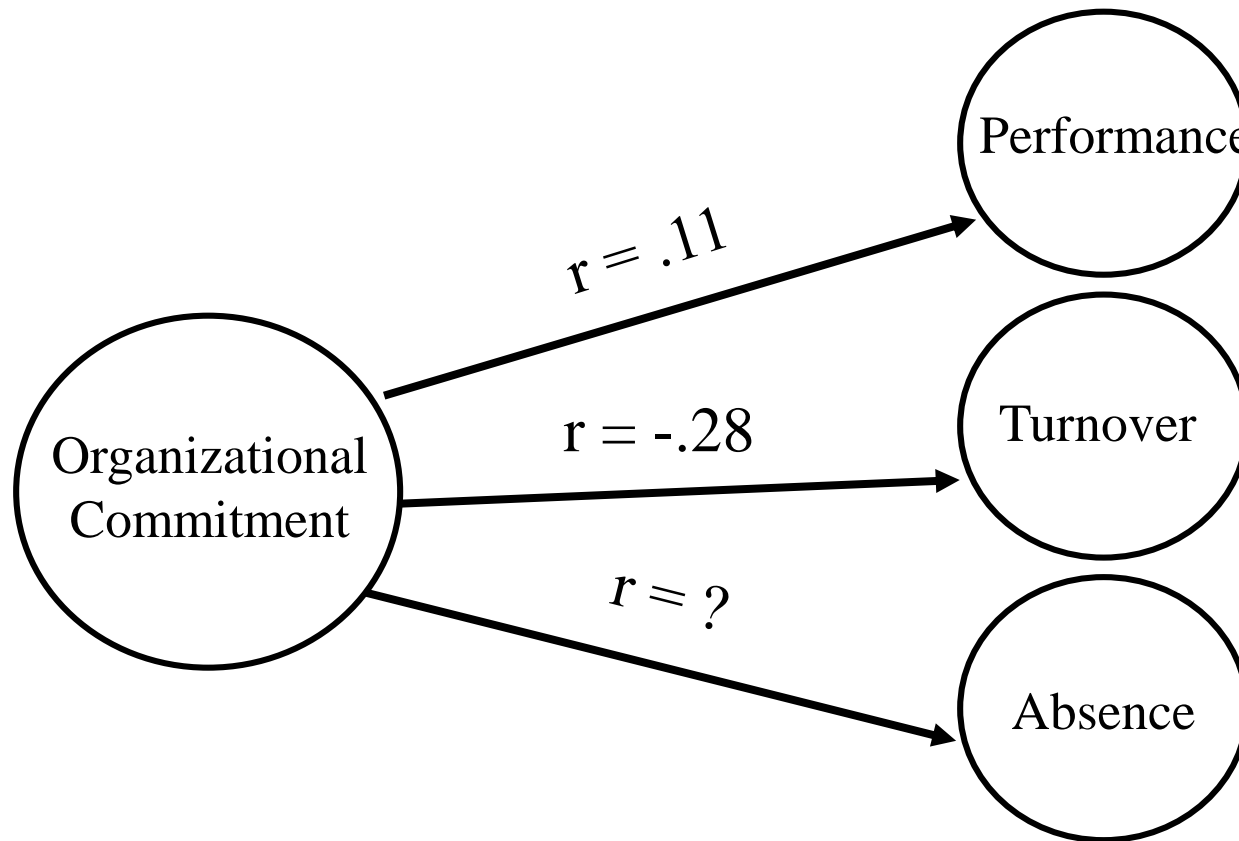 Performance
r = .11
Organizational
Commitment
r = -.28
Turnover
r = ?
Absence